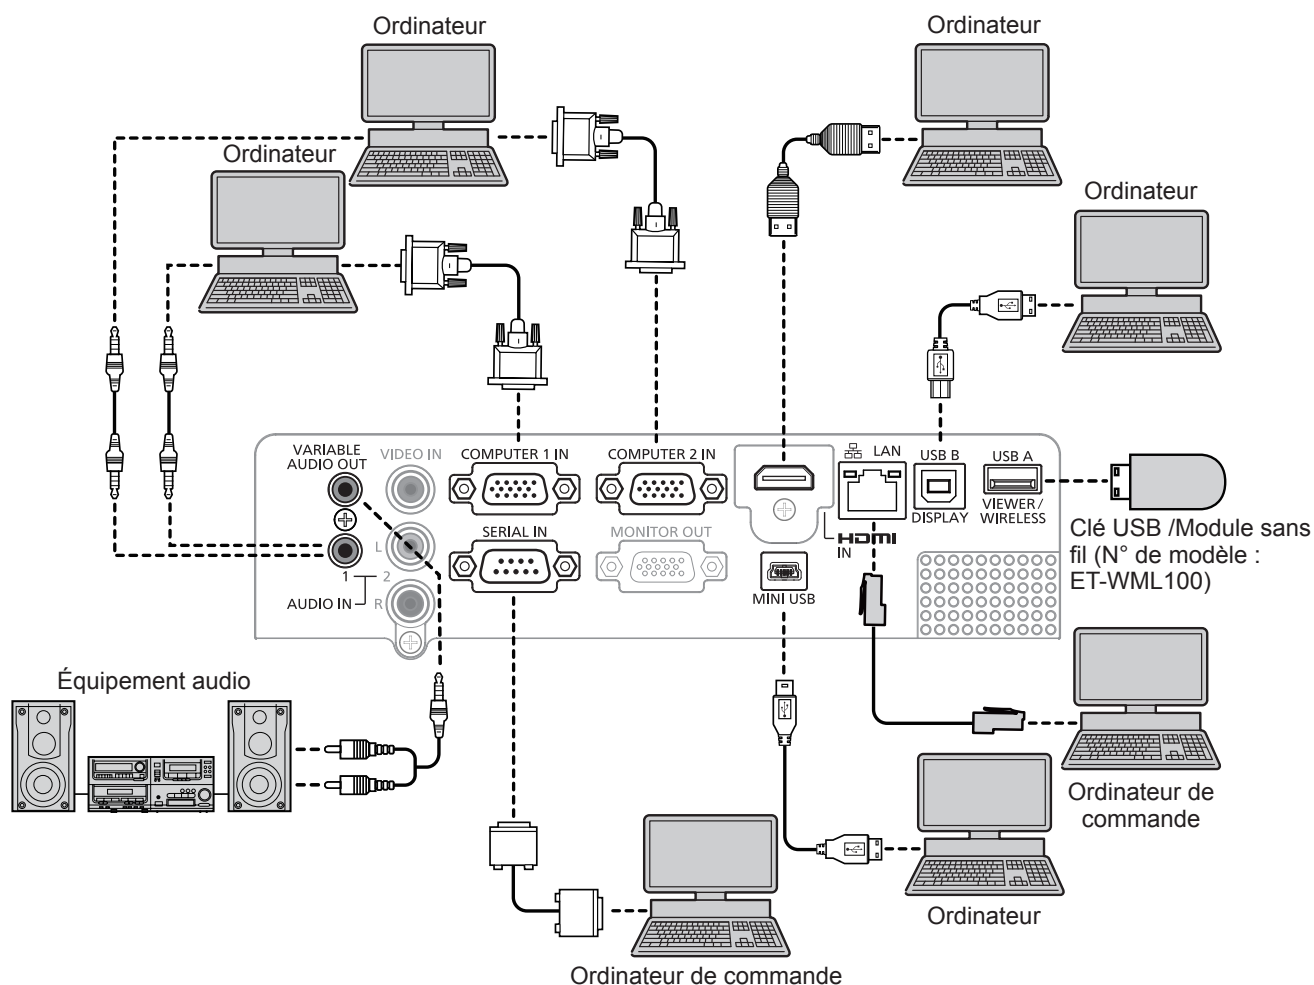 Ordinateur
Ordinateur
Ordinateur
Ordinateur
VARIABLE
AUDIO OUT
VIDEO IN
COMPUTER 1 IN
COMPUTER 2 IN
LAN
USB B
USB A
DISPLAY
VIEWER /
WIRELESS
HDMI
IN
SERIAL IN
MONITOR OUT
MINI USB
L
1
2
AUDIO IN
R
Clé USB /Module sans
fil (N° de modèle :
ET-WML100)
Équipement audio
Ordinateur de
commande
Ordinateur
Ordinateur de commande